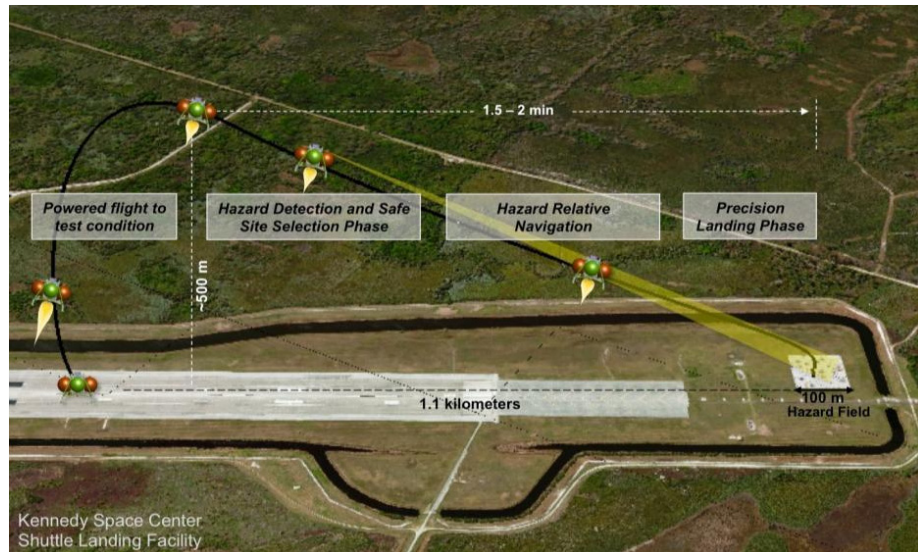 1.5 – 2 min
Powered flight to
test condition
Hazard Detection and Safe
Site Selection Phase
Hazard Relative
Navigation
Precision
Landing Phase
~500 m
1.1 kilometers
100 m
Hazard Field
Kennedy Space Center
Shuttle Landing Facility